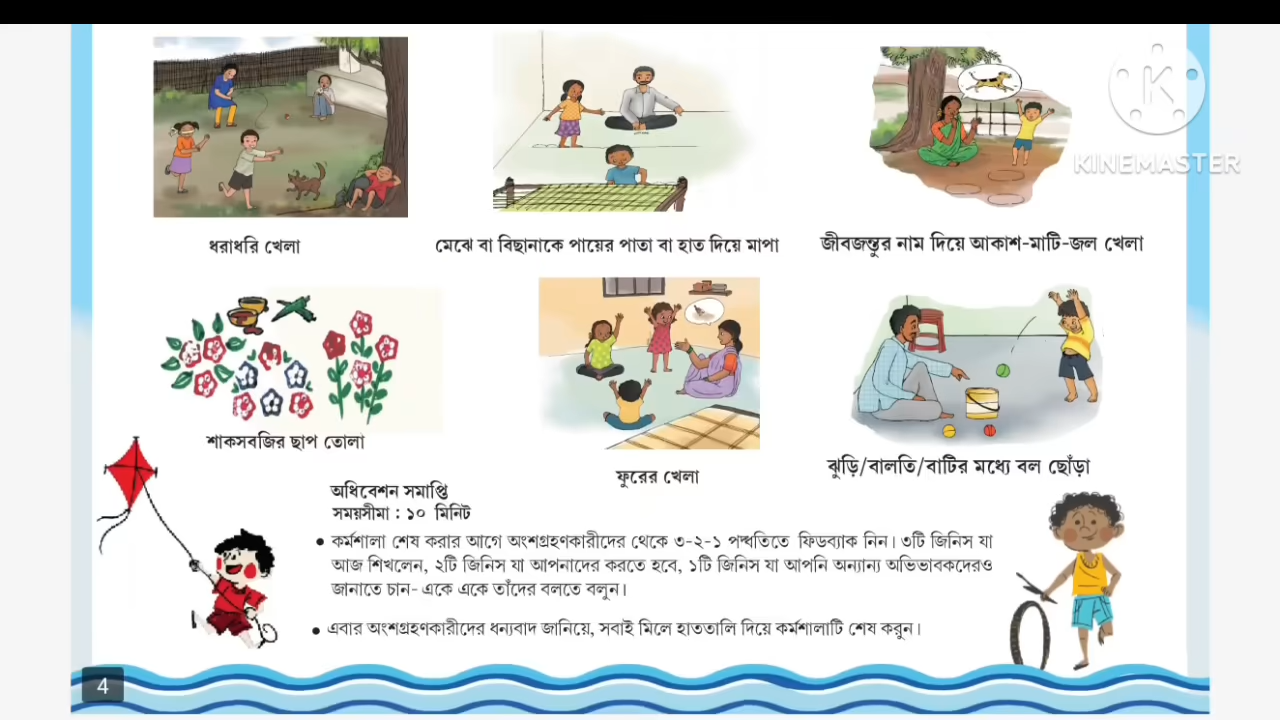 KINEMASTER
ধরাধরি খেলা
মেঝে বা বিছানাকে পায়ের পাতা বা হাত দিয়ে মাপা
জীবজন্তুর নাম দিয়ে আকাশ-মাটি-জল খেলা
শাকসবজির ছাপ তোলা
ফুরের খেলা
ঝুড়ি/বালতি/বাটির মধ্যে বল ছোঁড়া
অধিবেশন সমাপ্তি
সময়সীমা : ১০ মিনিট
• কর্মশালা শেষ করার আগে অংশগ্রহণকারীদের থেকে ৩-২-১ পদ্ধতিতে ফিডব্যাক নিন। ৩টি জিনিস যা
আজ শিখলেন, ২টি জিনিস যা আপনাদের করতে হবে, ১টি জিনিস যা আপনি অন্যান্য অভিভাবকদেরও
জানাতে চান- একে একে তাঁদের বলতে বলুন।
• এবার অংশগ্রহণকারীদের ধন্যবাদ জানিয়ে, সবাই মিলে হাততালি দিয়ে কর্মশালাটি শেষ করুন।
4